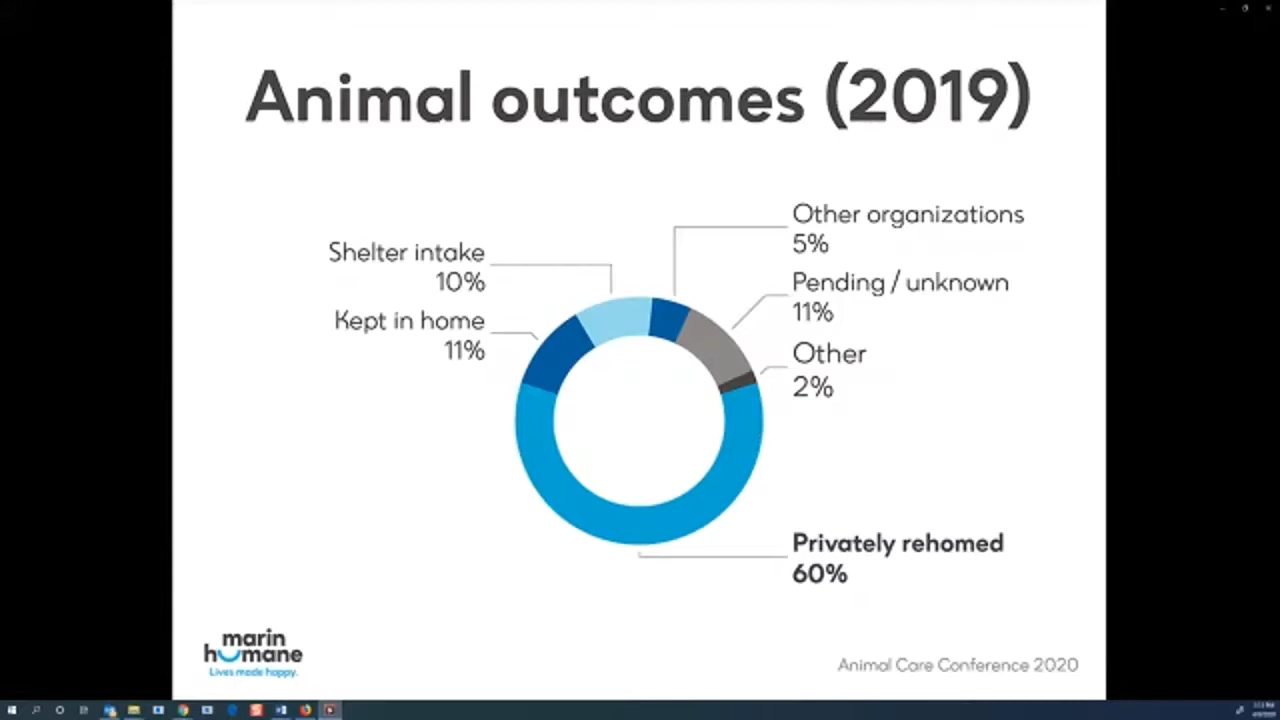 Animal outcomes (2019)
Other organizations
5%
Shelter intake
10%
Pending / unknown
11%
Kept in home
11%
Other
2%
Privately rehomed
60%
marin
humane
Lives made happy.
Animal Care Conference 2020